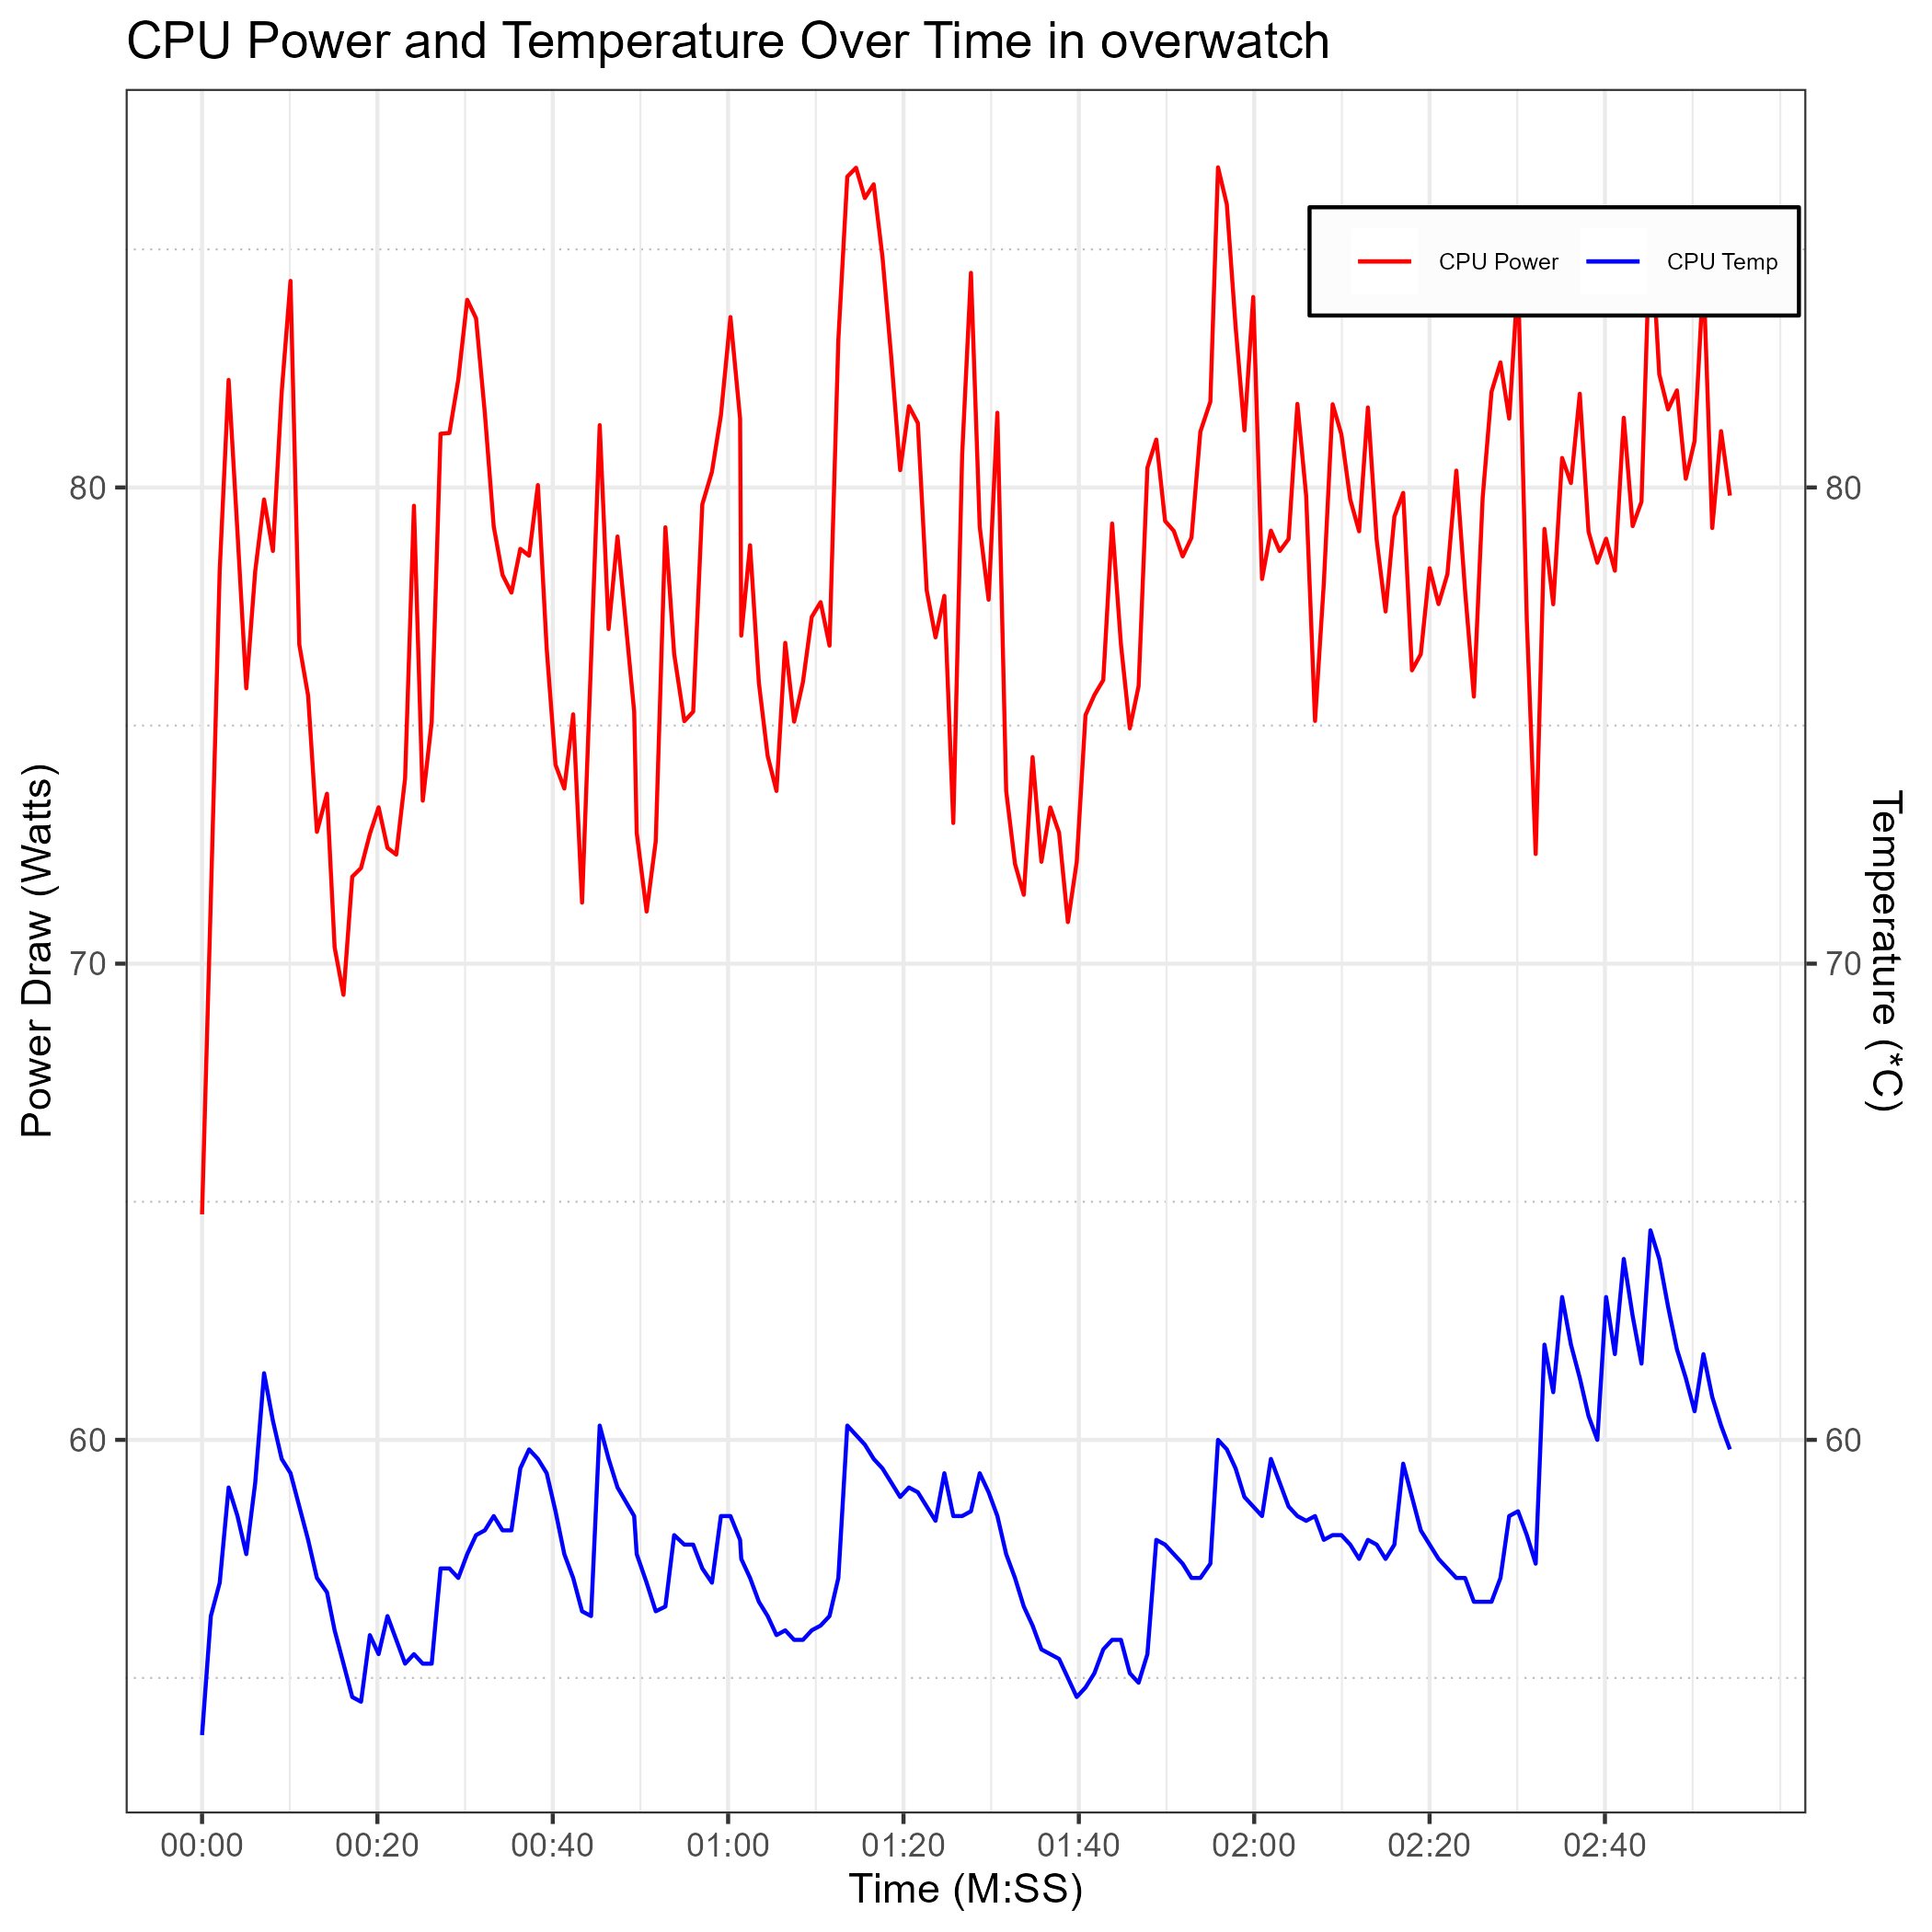 CPU Power and Temperature Over Time in overwatch
CPU Power
CPU Temp
Power Draw (Watts)
80
70
60
80
70
60
Temperature (*C)
00:00
00:20
00:40
01:00
01:20
01:40
02:00
02:20
02:40
Time (M:SS)